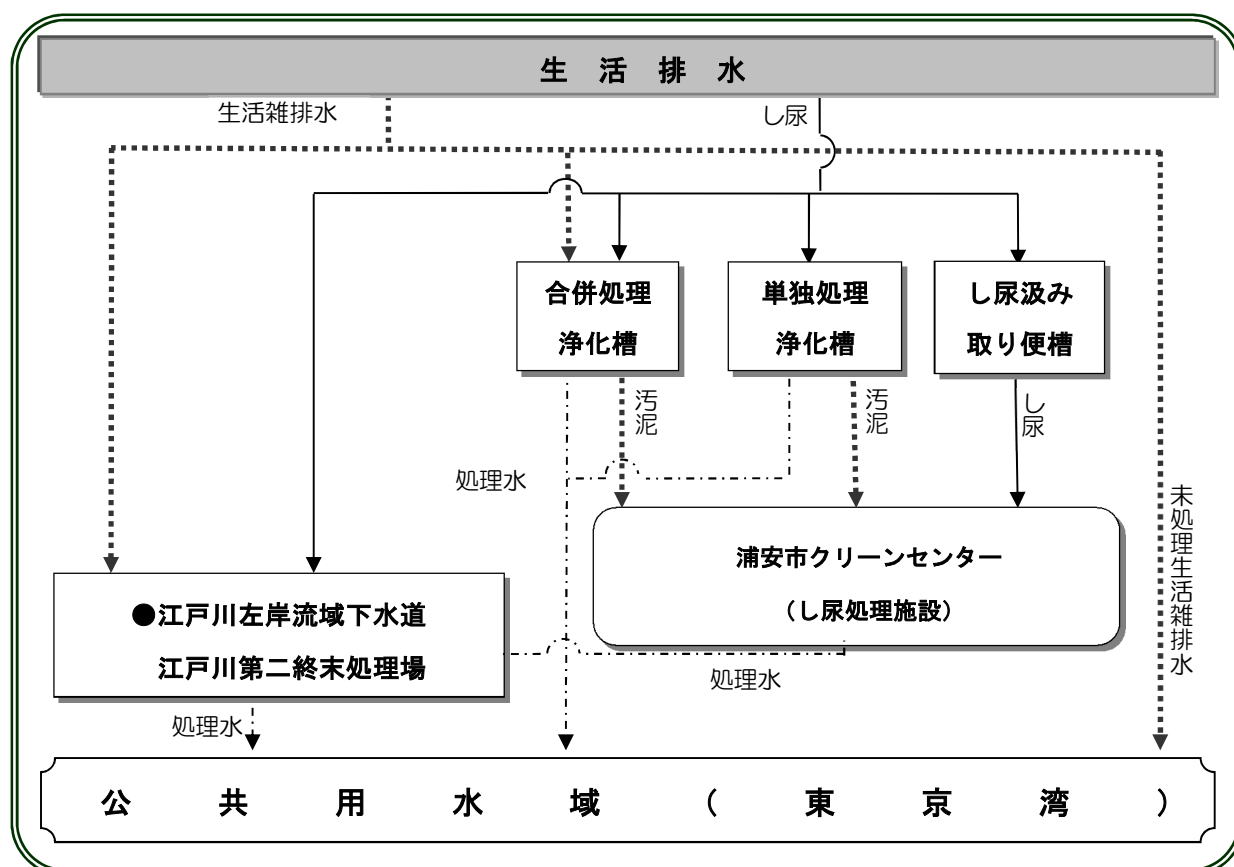 生活排水
生活雑排水
し尿
合併処理
浄化槽
単独処理
浄化槽
し尿汲み
取り便槽
汚泥
汚泥
し尿
処理水
未処理生活雑排水
浦安市クリーンセンター
（し尿処理施設）
●江戸川左岸流域下水道
江戸川第二終末処理場
処理水
処理水
公共用水域（東京湾）